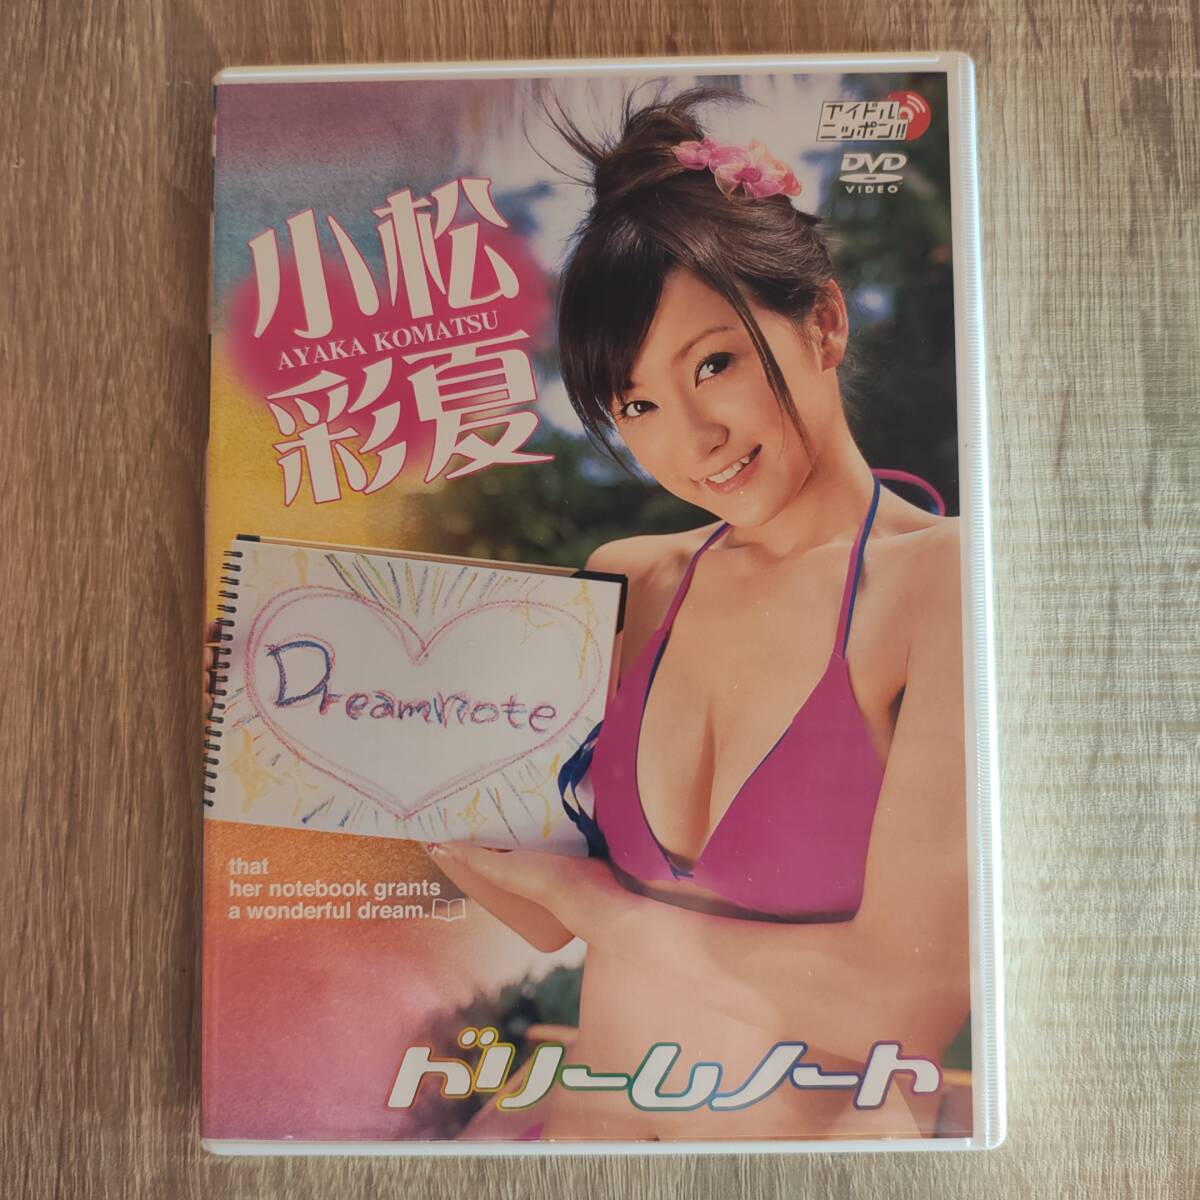 アイドル
ニッポン!!
DVD
VIDEO
小松
AYAKA KOMATSU
彩夏
Dreamnote
that
her notebook grants
a wonderful dream.
ドリームノート